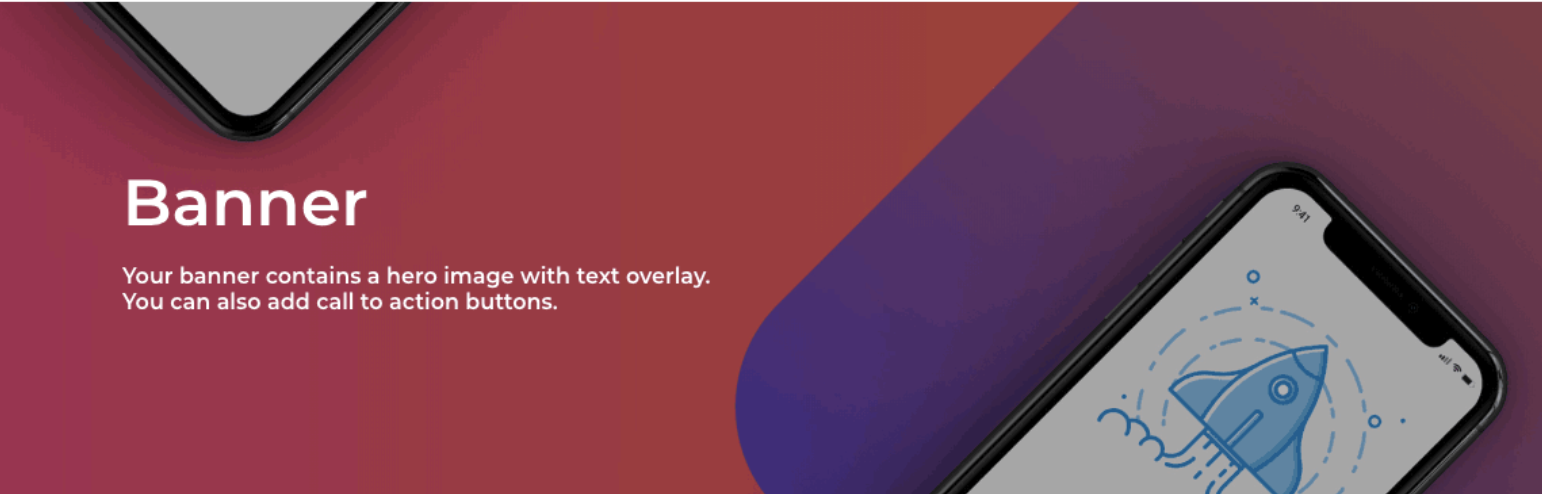 Banner
Your banner contains a hero image with text overlay.
You can also add call to action buttons.
9:41